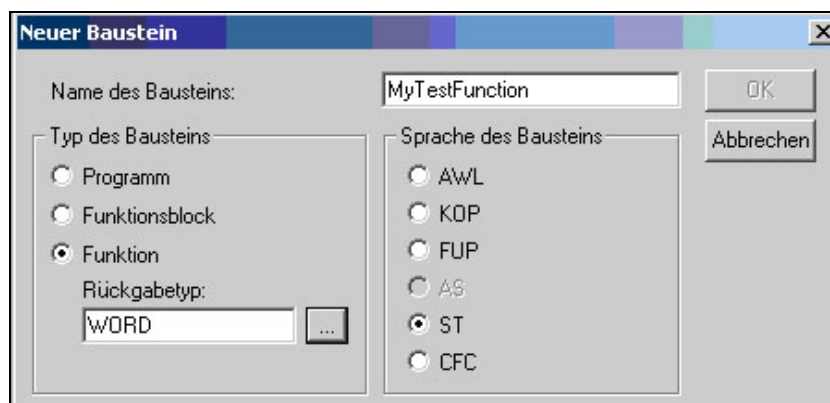 Neuer Baustein
Name des Bausteins: MyTestFunction OK
Abbrechen
Typ des Bausteins
Programm
Funktionsblock
Funktion
Rückgabetyp:
WORD ...
Sprache des Bausteins
AWL
KOP
FUP
AS
ST
CFC